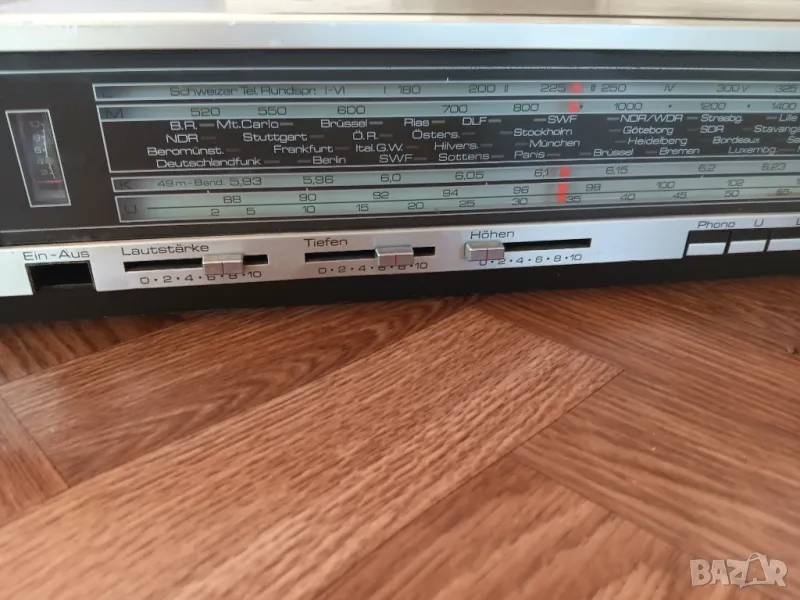 L Schweizer Tel. Rundspr. I-VI I 180 200 II 225 III 250 IV 300 V 325
M 520 550 600 700 800 1000 1200 1400
B.R. Mt.Carlo Brüssel Rias DLF SWF NDR/WDR Strasbg. Lille
NDR Stuttgart Ö.R. Österr. Stockholm Göteborg SDR Stavang
Beromünst. Frankfurt Ital.G.W. Hilvers. München Heidelberg Bordeaux
Deutschlandfunk Berlin SWF Sottens Paris Brüssel Bremen Luxembg.
K 49m-Band 5,93 5,96 6,0 6,05 6,1 6,15 6,2 6,23
U 88 90 92 94 96 98 100 102
2 5 10 15 20 25 30 35 40 45 50 55
Ein-Aus Lautstärke Tiefen Höhen Phono U L
0 • 2 • 4 • 6 • 8 • 10 0 • 2 • 4 • 6 • 8 • 10 0 • 2 • 4 • 6 • 8 • 10
BAZAR